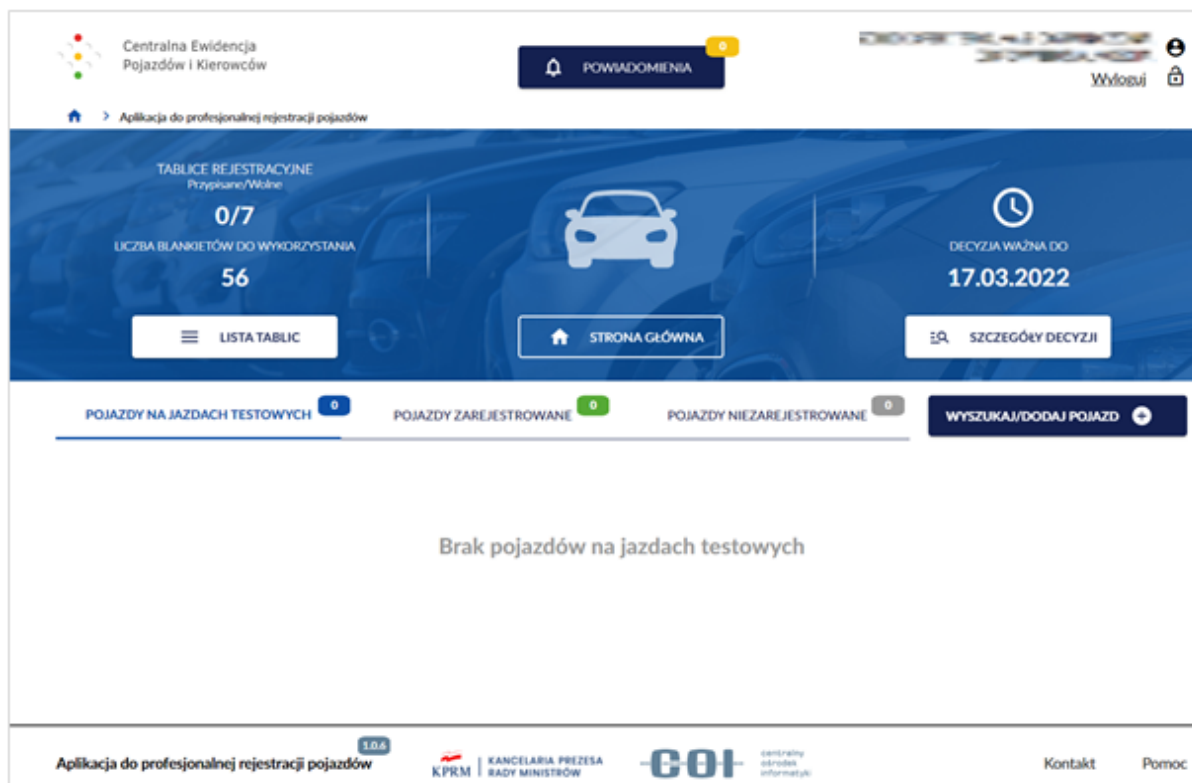 Centralna Ewidencja
Pojazdów i Kierowców
POWIADOMIENIA
0
Wyloguj
Aplikacja do profesjonalnej rejestracji pojazdów
TABLICE REJESTRACYJNE
Przypisane/Wolne
0/7
LICZBA BLANKIETÓW DO WYKORZYSTANIA
56
LISTA TABLIC
STRONA GŁÓWNA
DECYZJA WAŻNA DO
17.03.2022
SZCZEGÓŁY DECYZJI
POJAZDY NA JAZDACH TESTOWYCH 0
POJAZDY ZAREJESTROWANE 0
POJAZDY NIEZAREJESTROWANE 0
WYSZUKAJ/DODAJ POJAZD
Brak pojazdów na jazdach testowych
Aplikacja do profesjonalnej rejestracji pojazdów 1.0.6
KPRM
KANCELARIA PREZESA
RADY MINISTRÓW
COI
centralny
ośrodek
informatyki
Kontakt
Pomoc